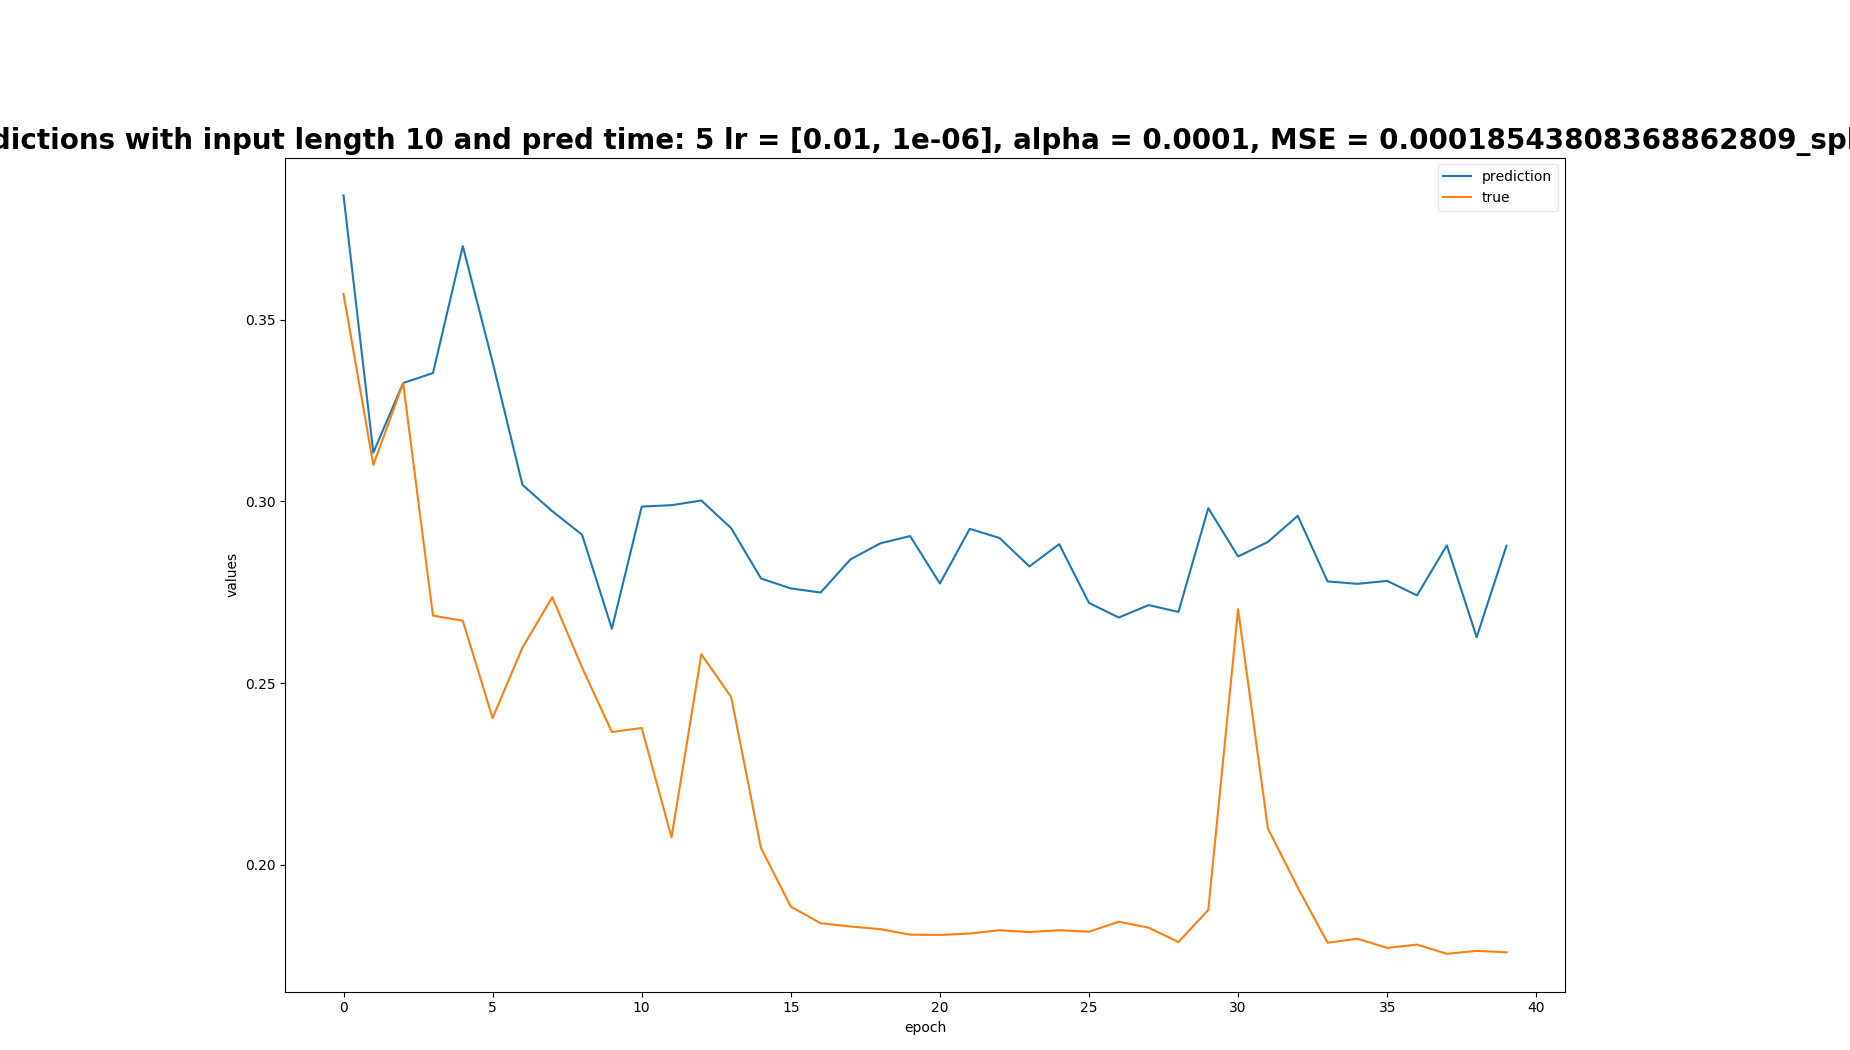 dictions with input length 10 and pred time: 5 lr = [0.01, 1e-06], alpha = 0.0001, MSE = 0.00018543808368862809_spl
prediction
true
0.35
0.30
0.25
0.20
values
0 5 10 15 20 25 30 35 40
epoch